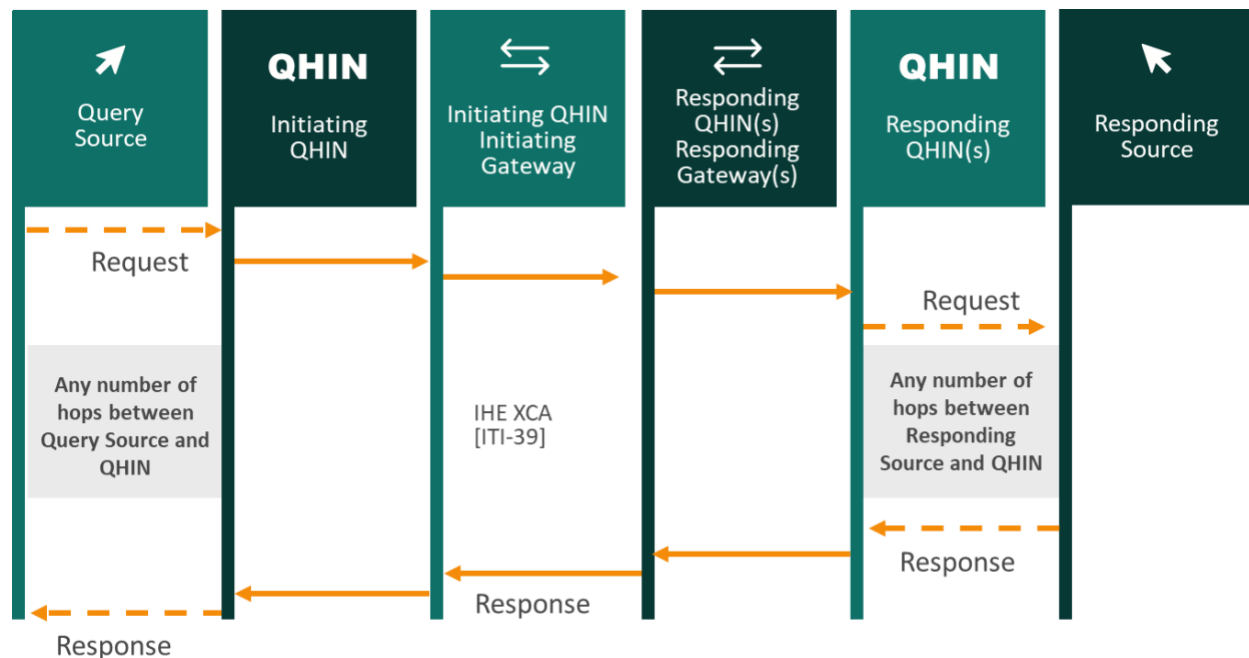 Query
Source
QHIN
Initiating
QHIN
Initiating QHIN
Initiating
Gateway
Responding
QHIN(s)
Responding
Gateway(s)
QHIN
Responding
QHIN(s)
Responding
Source
Request
Request
Any number of
hops between
Query Source and
QHIN
IHE XCA
[ITI-39]
Any number of
hops between
Responding
Source and QHIN
Response
Response
Response